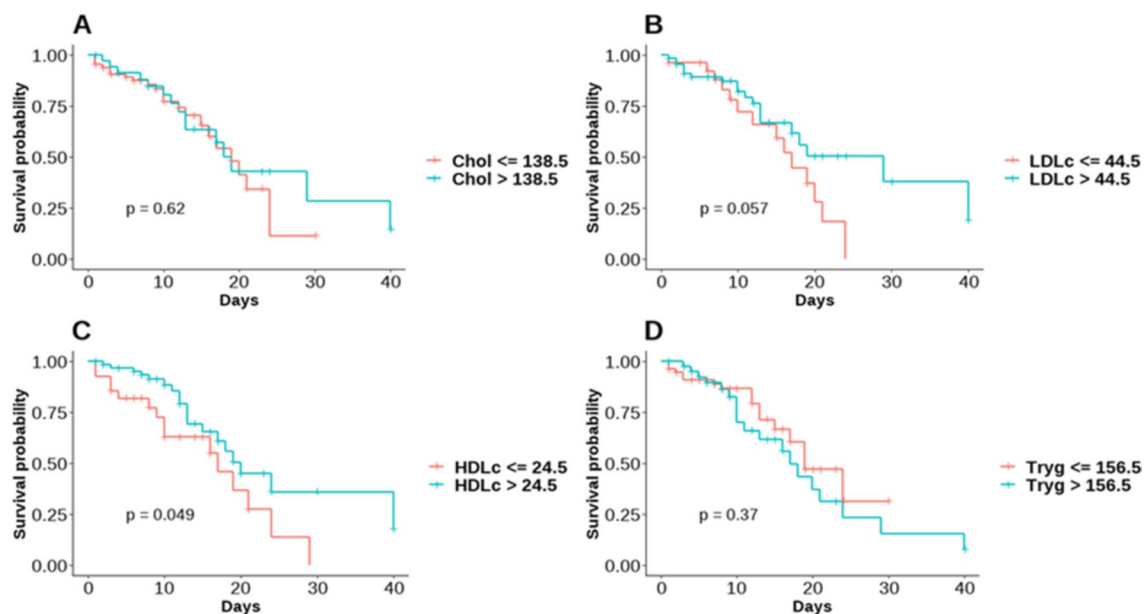 A
Survival probability
1.00
0.75
0.50
0.25
0.00
p = 0.62
0 10 20 30 40
Days
Chol <= 138.5
Chol > 138.5
B
Survival probability
1.00
0.75
0.50
0.25
0.00
p = 0.057
0 10 20 30 40
Days
LDLc <= 44.5
LDLc > 44.5
C
Survival probability
1.00
0.75
0.50
0.25
0.00
p = 0.049
0 10 20 30 40
Days
HDLc <= 24.5
HDLc > 24.5
D
Survival probability
1.00
0.75
0.50
0.25
0.00
p = 0.37
0 10 20 30 40
Days
Tryg <= 156.5
Tryg > 156.5